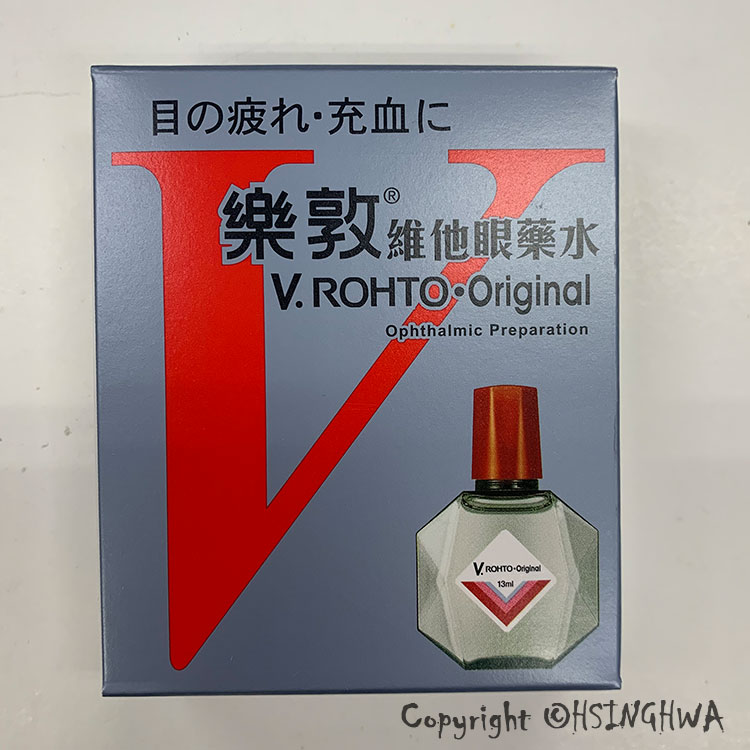 目の疲れ・充血に
樂敦®維他眼藥水
V. ROHTO・Original
Ophthalmic Preparation
V. ROHTO・Original
13ml
Copyright ©HSINGHWA